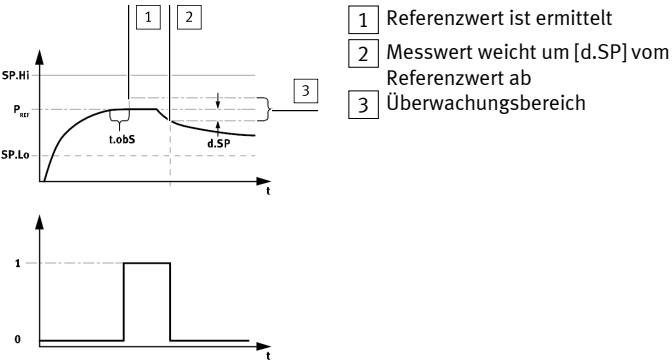 1
2
SP.Hi
3
P REF
t.obS
d.SP
SP.Lo
t
1
0
t
1 Referenzwert ist ermittelt
2 Messwert weicht um [d.SP] vom
Referenzwert ab
3 Überwachungsbereich